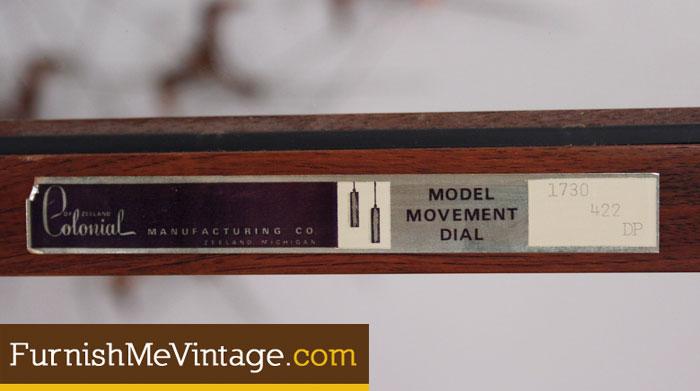 OF ZEELAND
Colonial
MANUFACTURING CO
ZEELAND, MICHIGAN
MODEL
MOVEMENT
DIAL
1730
422
DP
FurnishMeVintage.com